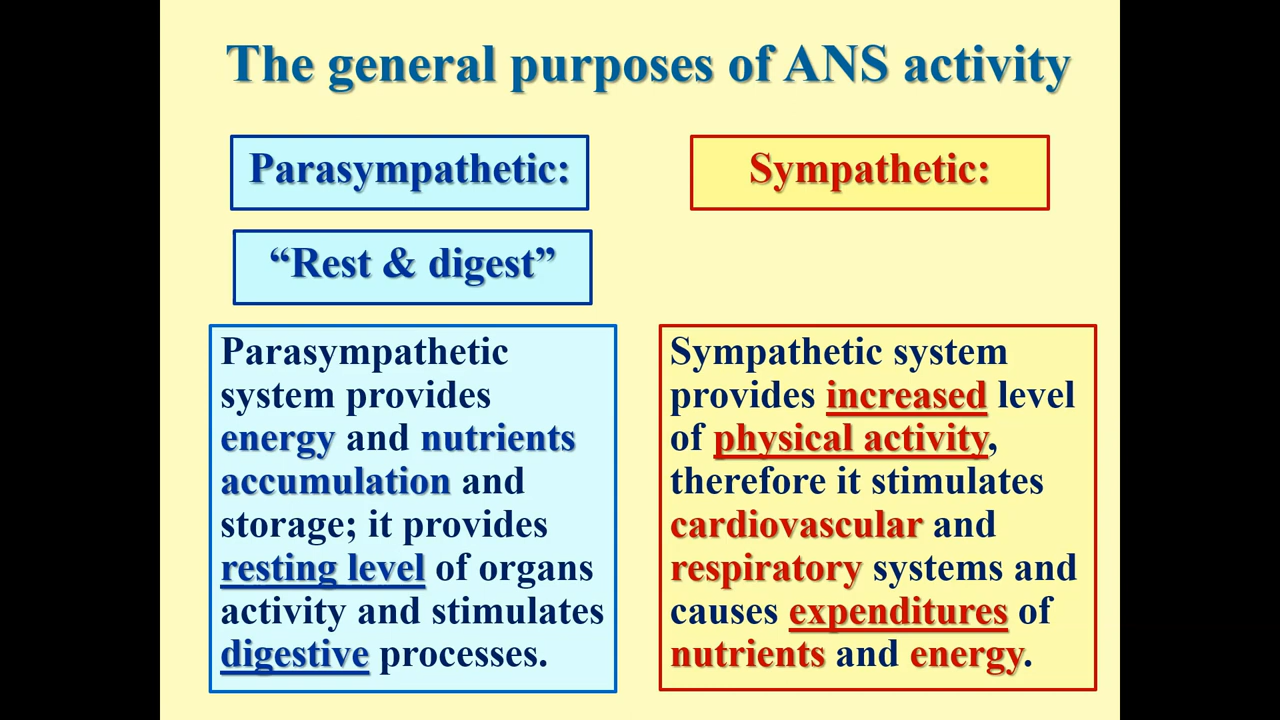 The general purposes of ANS activity
Parasympathetic:
“Rest & digest”
Parasympathetic
system provides
energy and nutrients
accumulation and
storage; it provides
resting level of organs
activity and stimulates
digestive processes.
Sympathetic:
Sympathetic system
provides increased level
of physical activity,
therefore it stimulates
cardiovascular and
respiratory systems and
causes expenditures of
nutrients and energy.